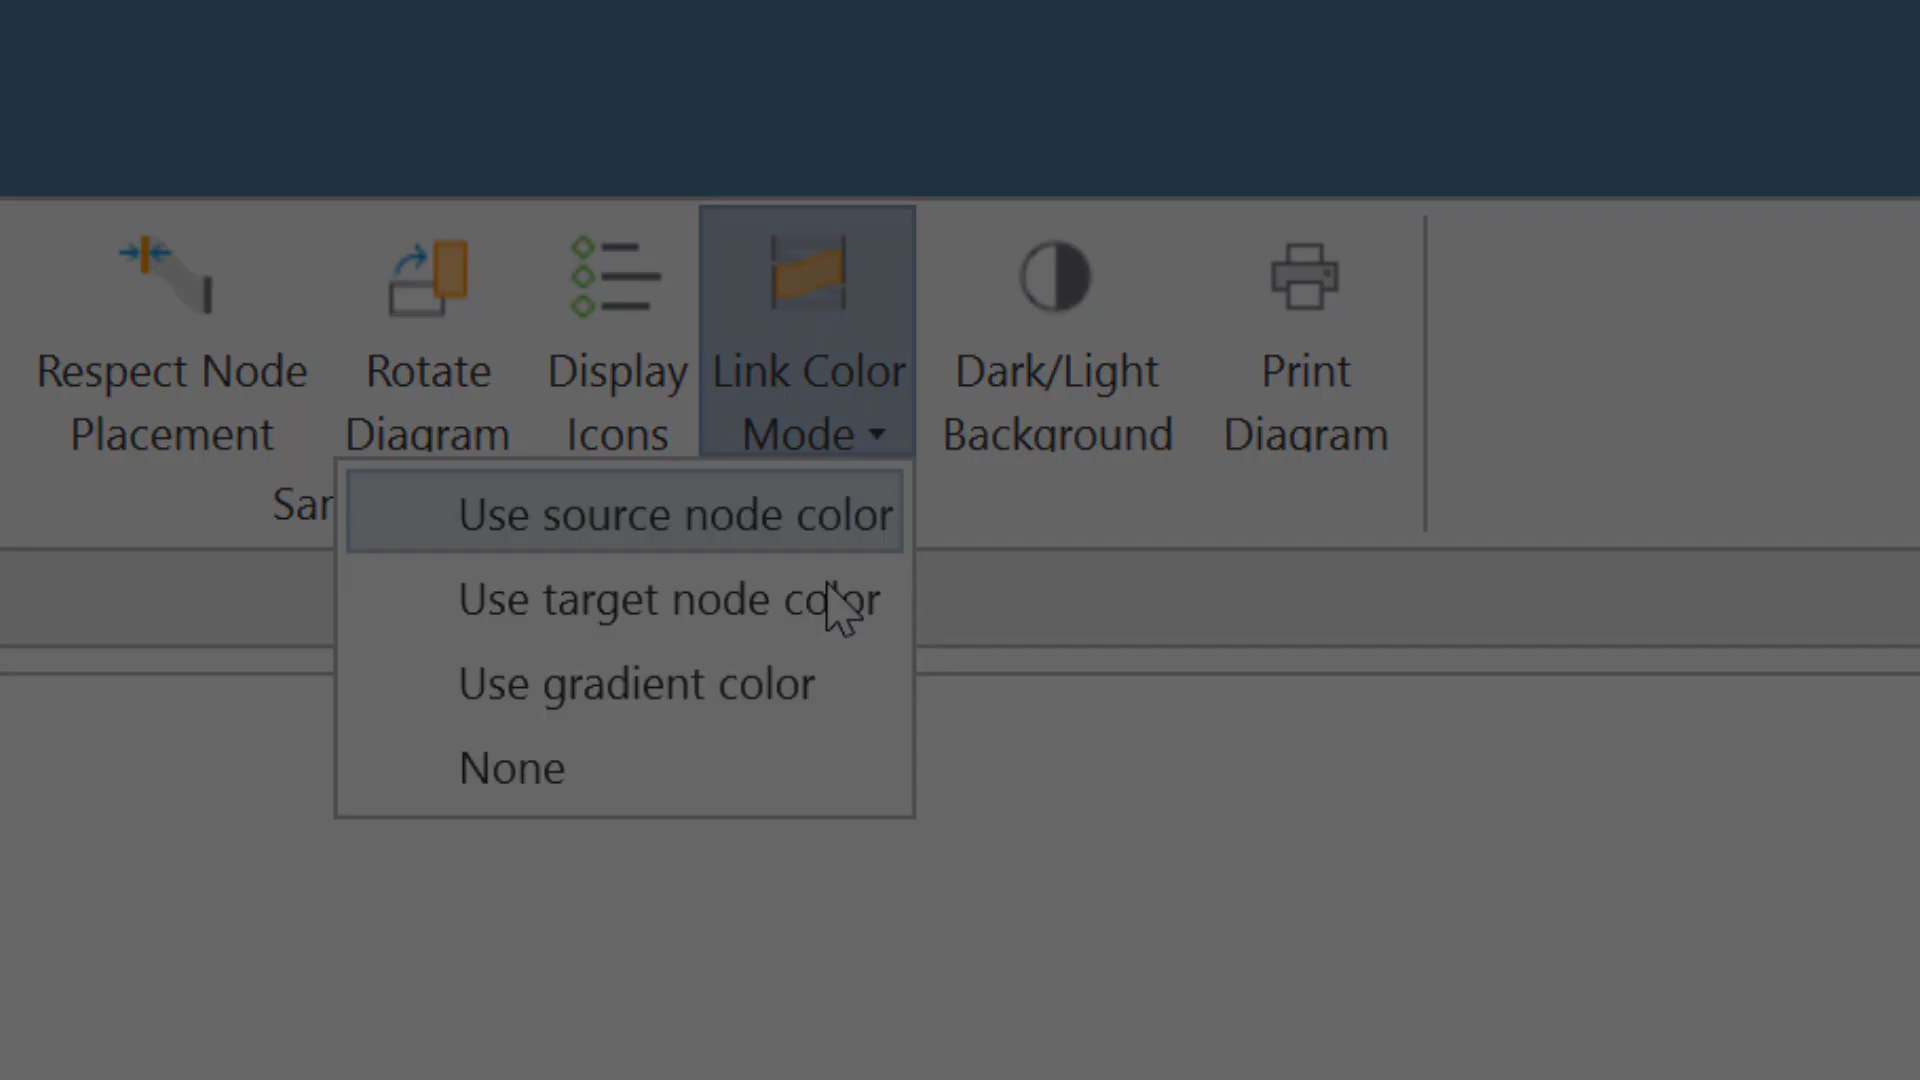 Respect Node Rotate Display Link Color Dark/Light Print
Placement Diagram Icons Mode Background Diagram
Use source node color
Use target node color
Use gradient color
None